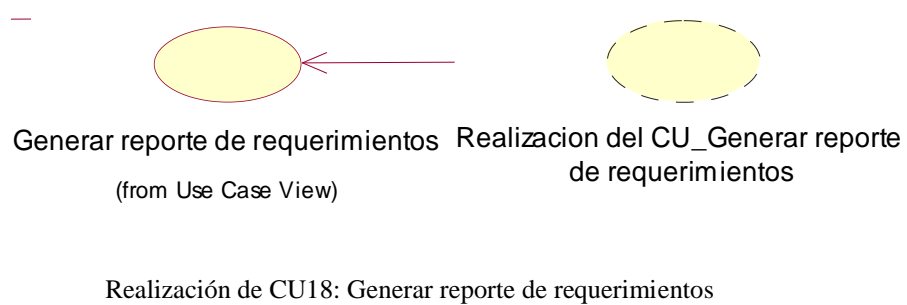 Generar reporte de requerimientos
(from Use Case View)
Realizacion del CU_Generar reporte
de requerimientos
Realización de CU18: Generar reporte de requerimientos